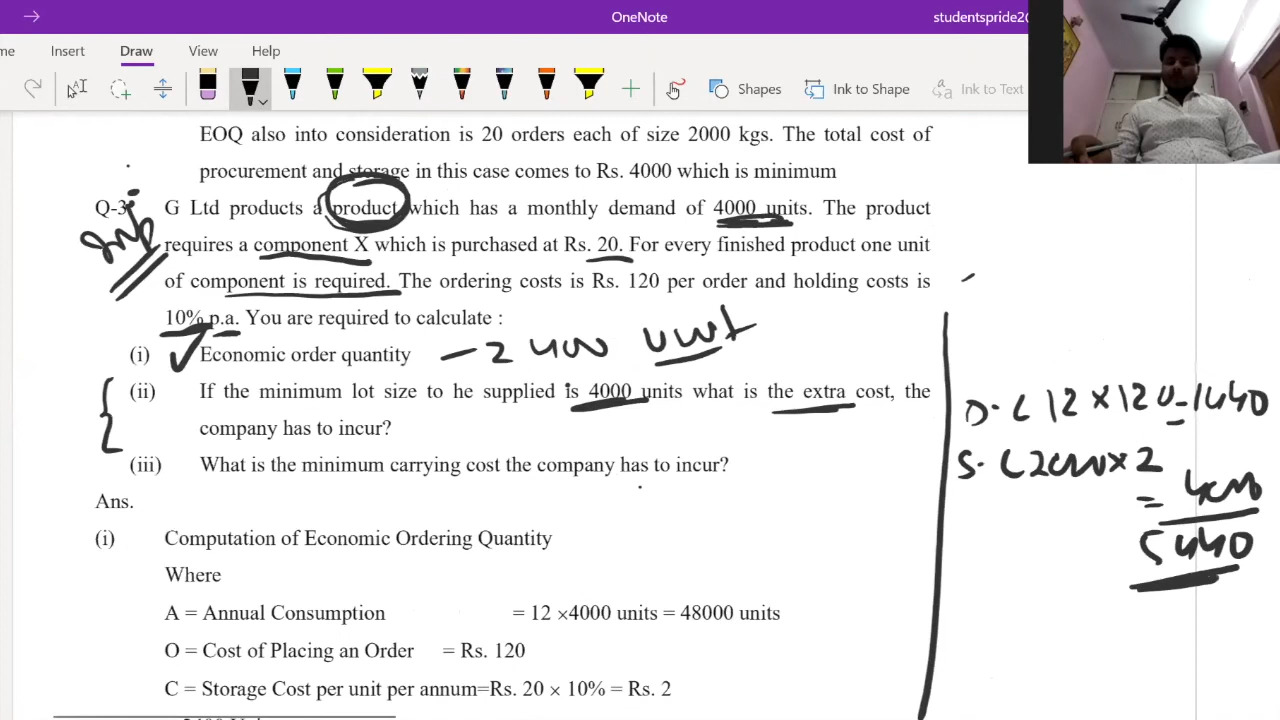 OneNote
studentspride2
me Insert Draw View Help
Shapes Ink to Shape Ink to Text
EOQ also into consideration is 20 orders each of size 2000 kgs. The total cost of
procurement and storage in this case comes to Rs. 4000 which is minimum
Q-3 G Ltd products a product which has a monthly demand of 4000 units. The product
Imp
requires a component X which is purchased at Rs. 20. For every finished product one unit
of component is required. The ordering costs is Rs. 120 per order and holding costs is
10% p.a. You are required to calculate :
(i) Economic order quantity - 2400 unit
(ii) If the minimum lot size to he supplied is 4000 units what is the extra cost, the
company has to incur?
(iii) What is the minimum carrying cost the company has to incur?
O.C 12 × 120 - 1440
S.C 2000 × 2
= 4000
5440
Ans.
(i) Computation of Economic Ordering Quantity
Where
A = Annual Consumption = 12 ×4000 units = 48000 units
O = Cost of Placing an Order = Rs. 120
C = Storage Cost per unit per annum=Rs. 20 × 10% = Rs. 2